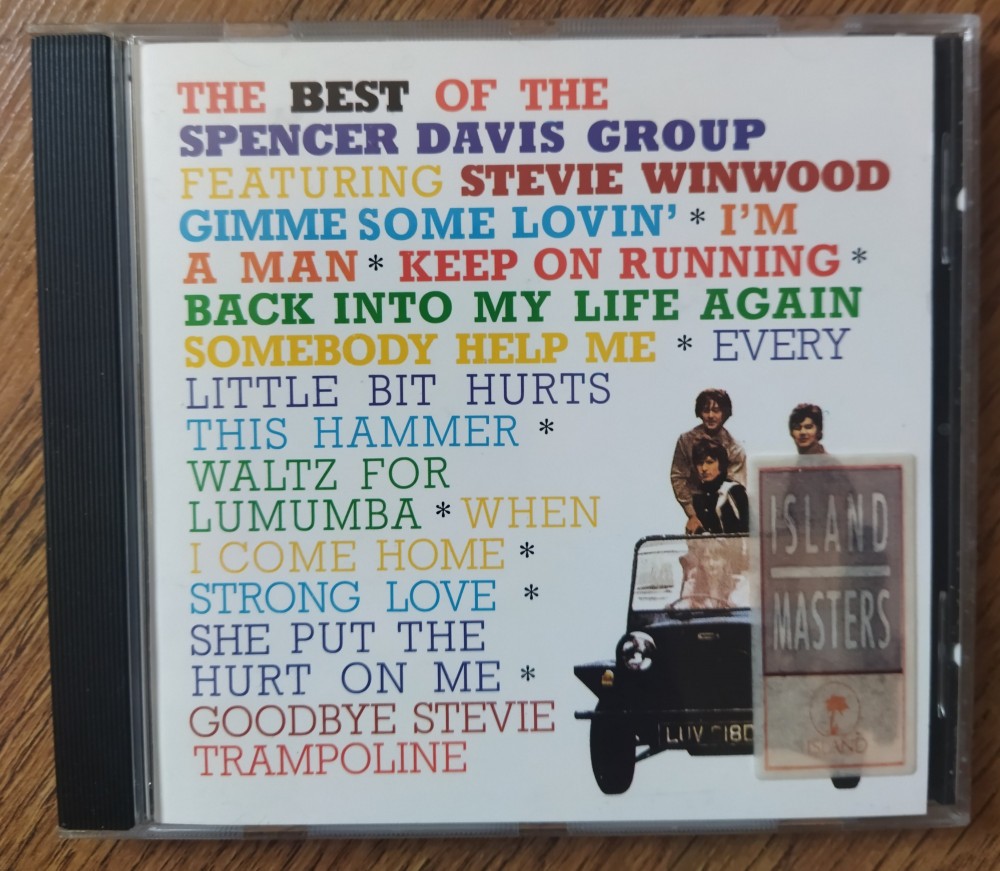 THE BEST OF THE
SPENCER DAVIS GROUP
FEATURING STEVIE WINWOOD
GIMME SOME LOVIN' * I'M
A MAN * KEEP ON RUNNING *
BACK INTO MY LIFE AGAIN
SOMEBODY HELP ME * EVERY
LITTLE BIT HURTS
THIS HAMMER *
WALTZ FOR
LUMUMBA * WHEN
I COME HOME *
STRONG LOVE *
SHE PUT THE
HURT ON ME *
GOODBYE STEVIE
TRAMPOLINE
ISLAND
MASTERS
ISLAND
LUV